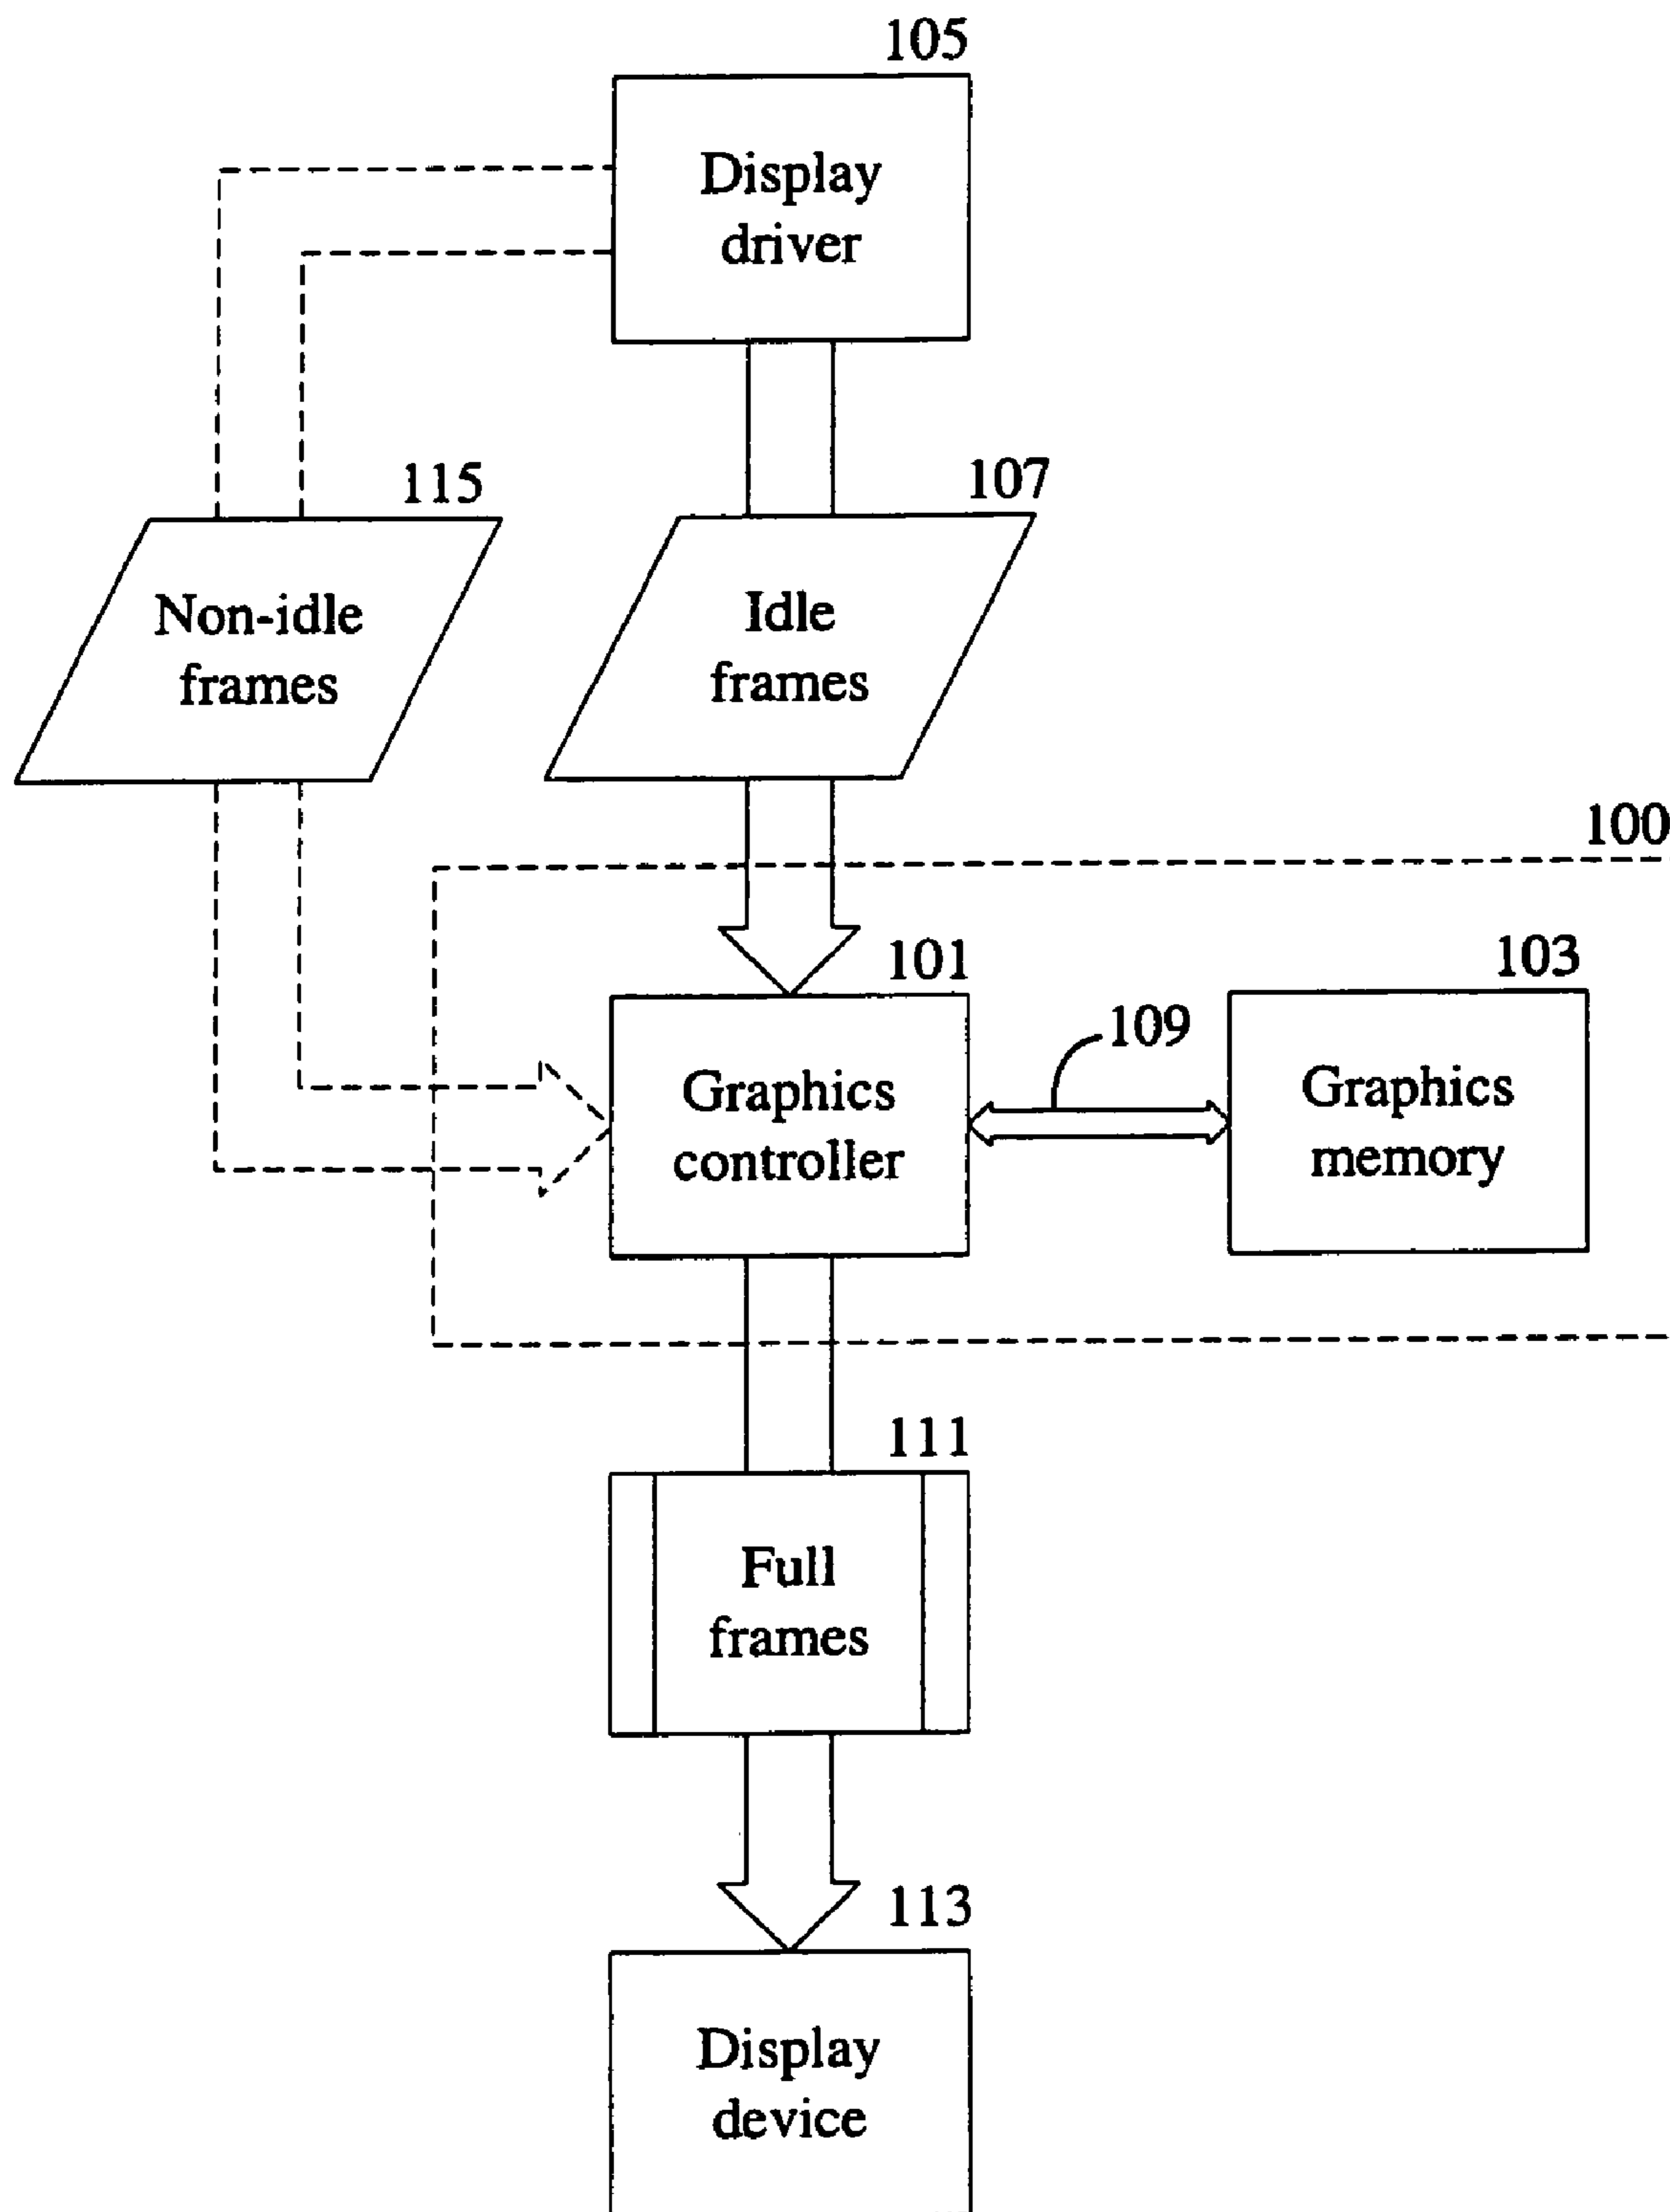 105
Display
driver
115
107
Non-idle
frames
Idle
frames
100
101
103
109
Graphics
controller
Graphics
memory
111
Full
frames
113
Display
device